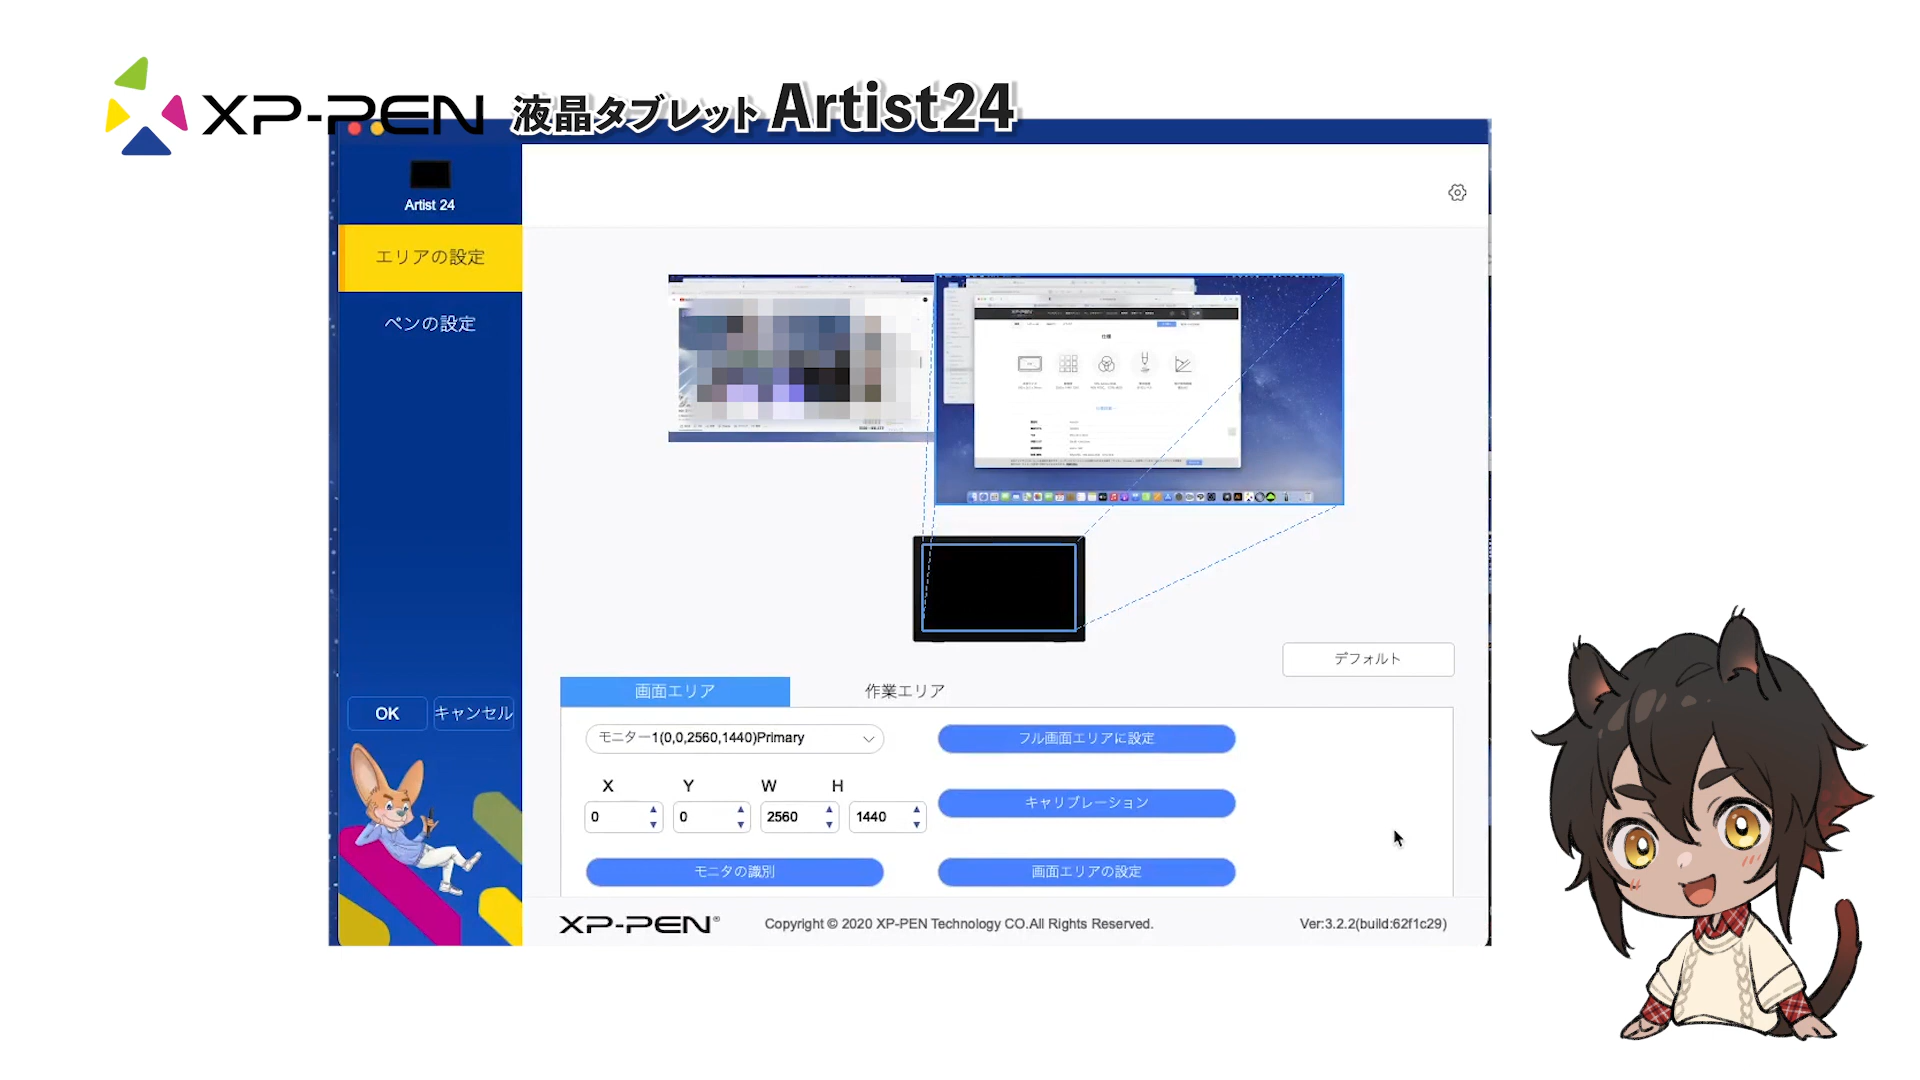 XP-PEN 液晶タブレット Artist24
Artist 24
エリアの設定
ペンの設定
OK
キャンセル
デフォルト
画面エリア
作業エリア
モニター1(0,0,2560,1440)Primary
フル画面エリアに設定
X Y W H
0 0 2560 1440
キャリブレーション
モニタの識別
画面エリアの設定
XP-PEN®
Copyright © 2020 XP-PEN Technology CO.All Rights Reserved.
Ver:3.2.2(build:62f1c29)